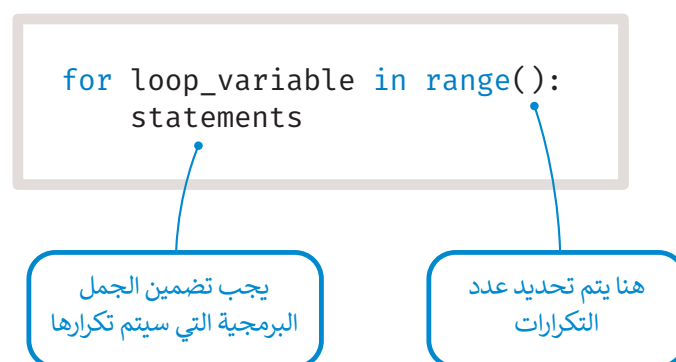 for loop_variable in range():
statements
هنا يتم تحديد عدد
التكرارات
يجب تضمين الجمل
البرمجية التي سيتم تكرارها